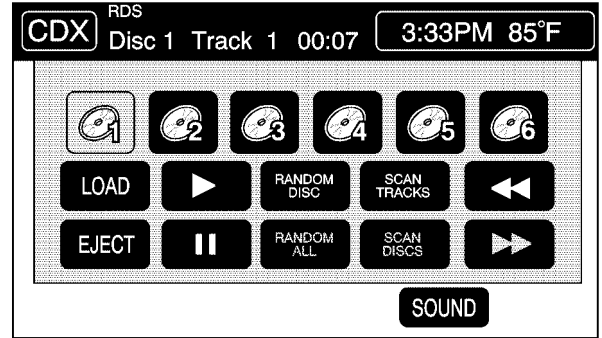 CDX
RDS
Disc 1 Track 1 00:07
3:33PM 85°F
1 2 3 4 5 6
LOAD
RANDOM
DISC
SCAN
TRACKS
EJECT
RANDOM
ALL
SCAN
DISCS
SOUND